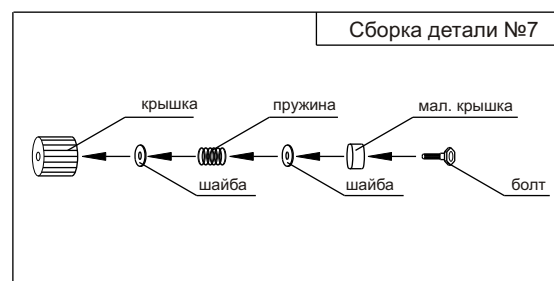 Сборка детали №7
крышка
пружина
мал. крышка
шайба
шайба
болт